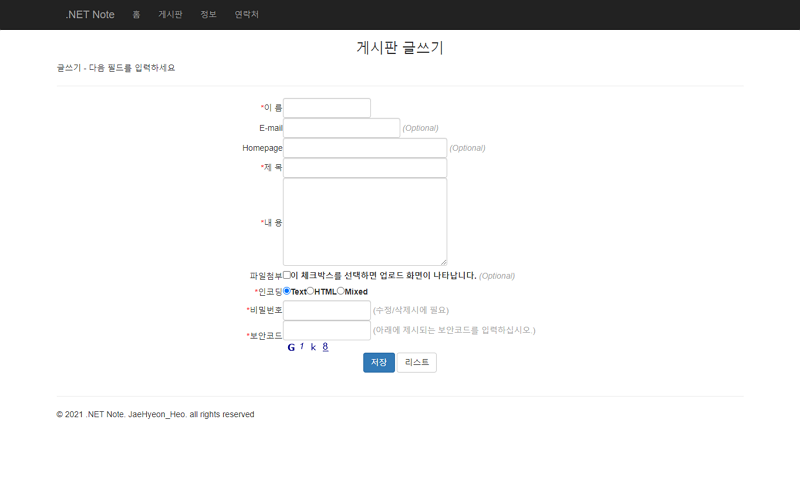 .NET Note 홈 게시판 정보 연락처
게시판 글쓰기
글쓰기 - 다음 필드를 입력하세요
*이 름
E-mail (Optional)
Homepage (Optional)
*제 목
*내 용
파일첨부 이 체크박스를 선택하면 업로드 화면이 나타납니다. (Optional)
*인코딩 Text HTML Mixed
*비밀번호 (수정/삭제시에 필요)
*보안코드 (아래에 제시되는 보안코드를 입력하십시오.)
G 1 k 8
저장 리스트
© 2021 .NET Note. JaeHyeon_Heo. all rights reserved